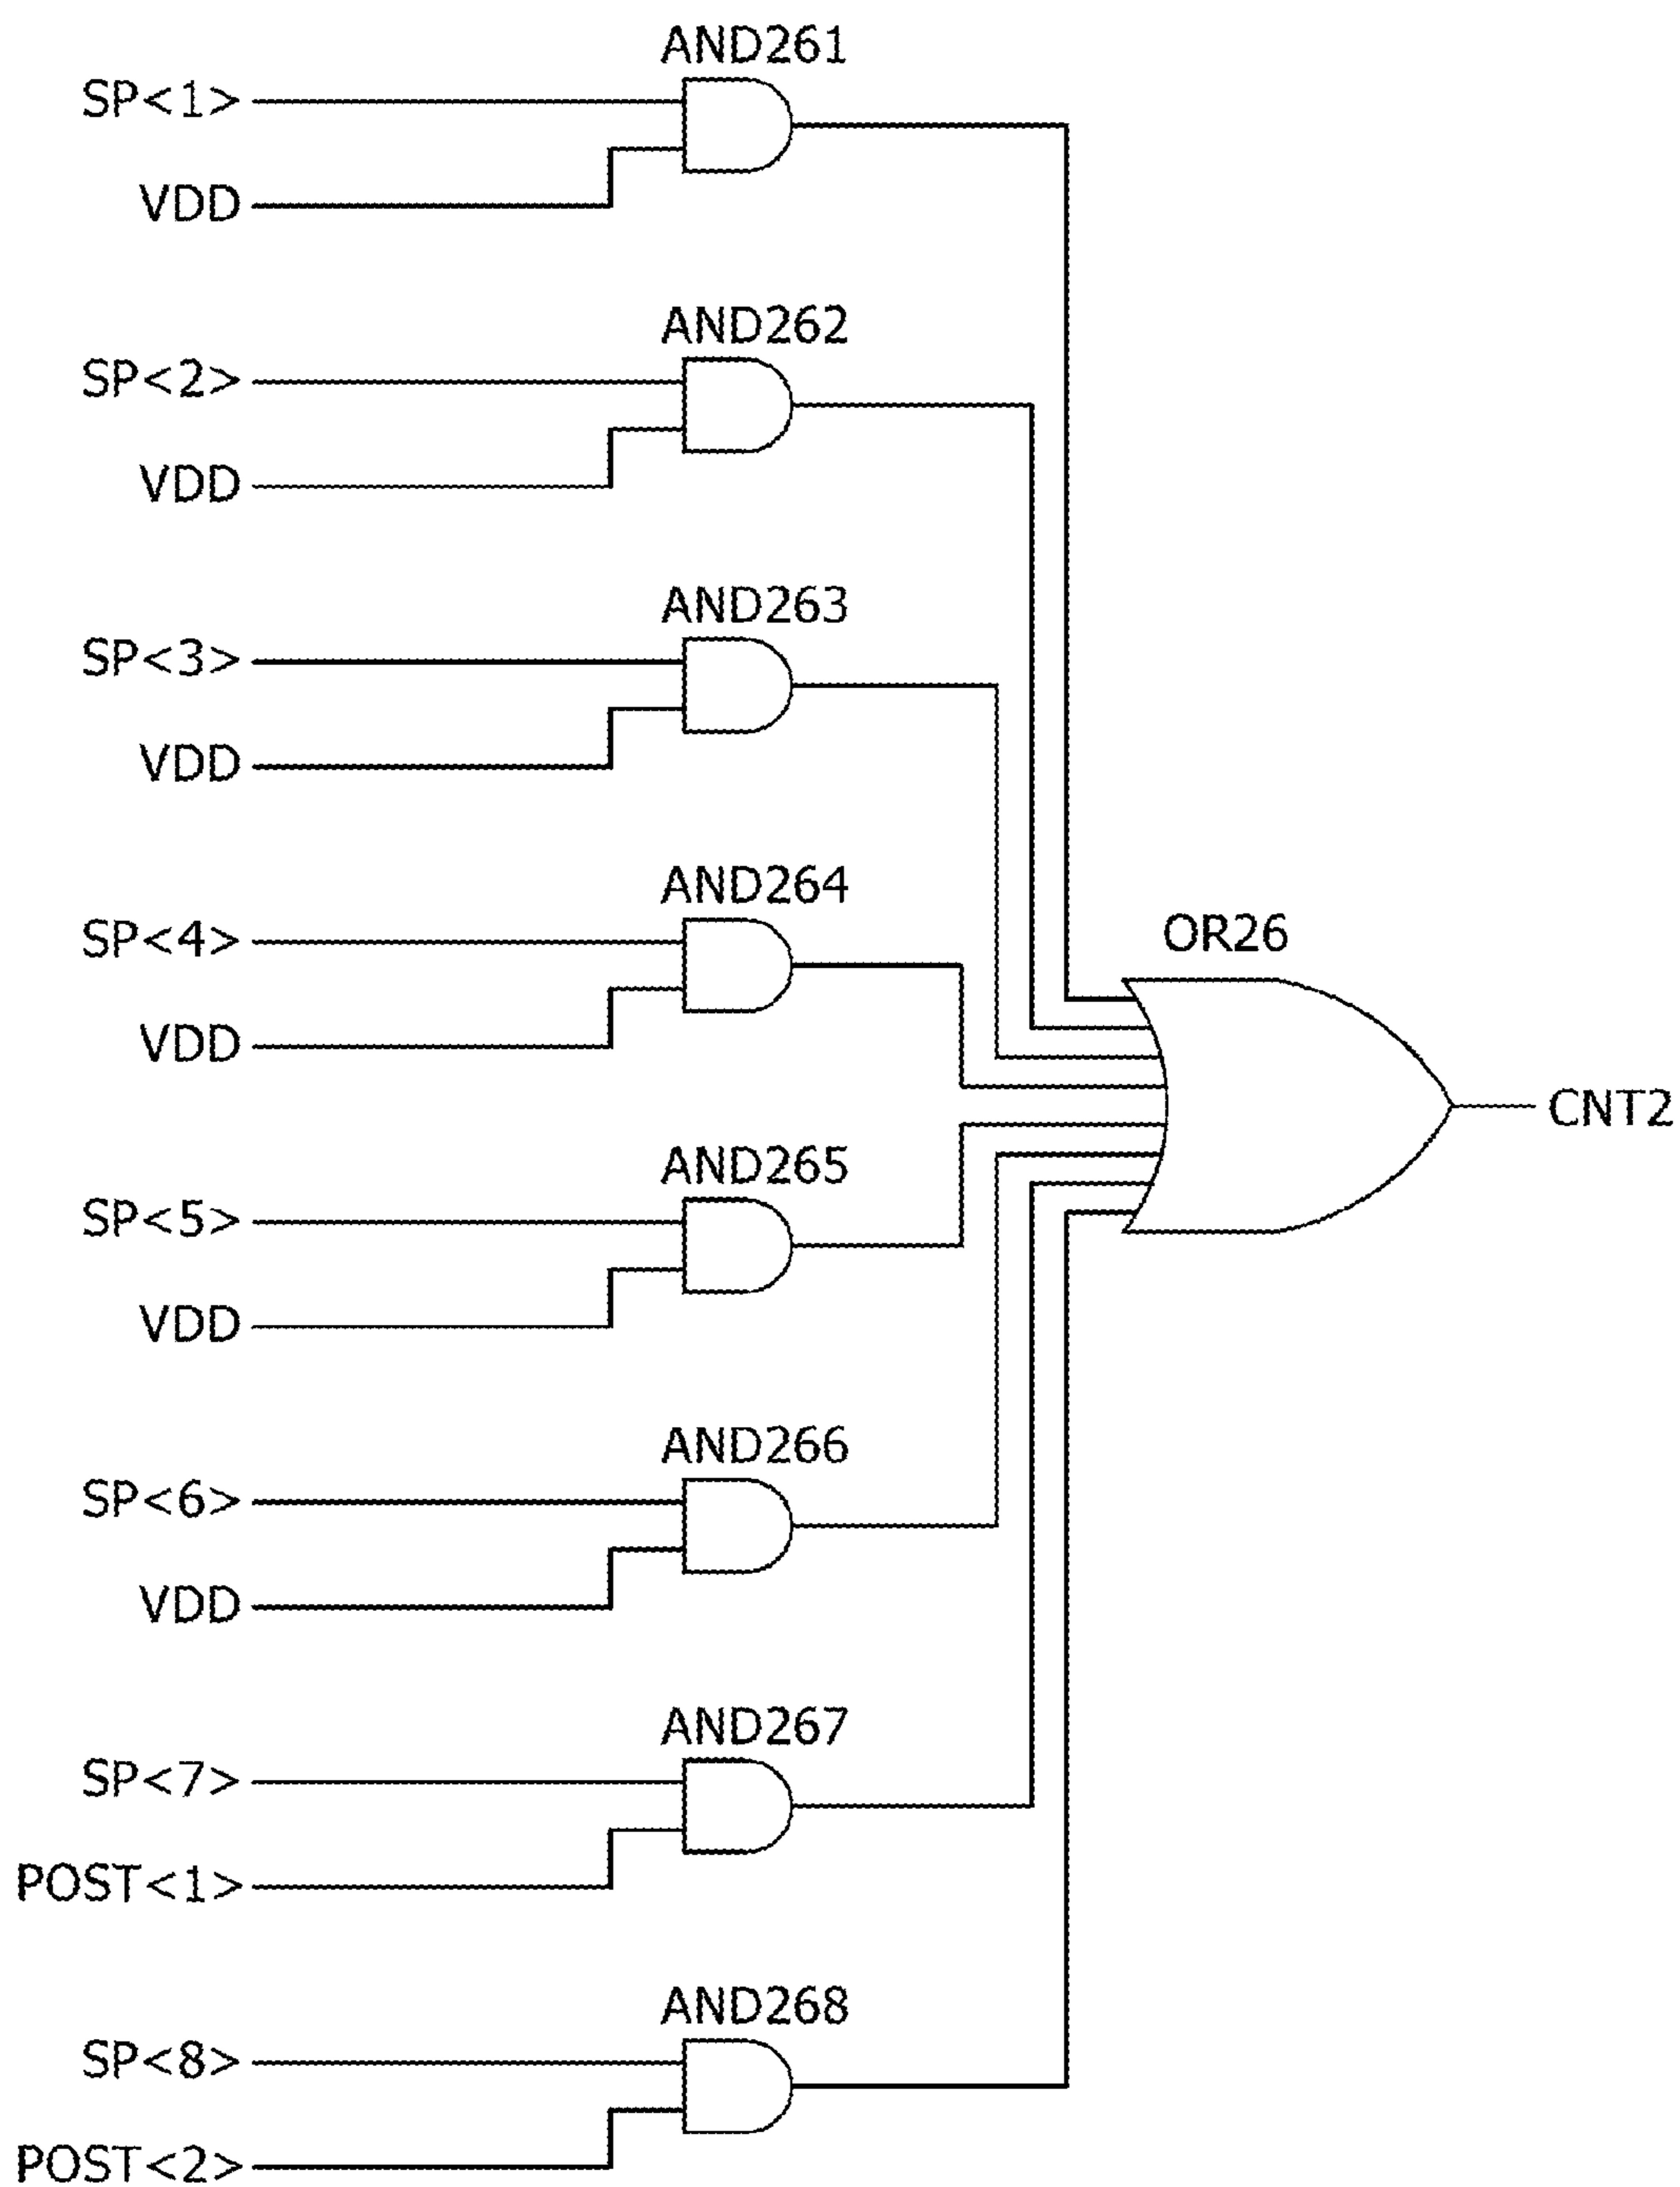 AND261
SP<1>
VDD
AND262
SP<2>
VDD
AND263
SP<3>
VDD
AND264
SP<4>
OR26
VDD
CNT2
AND265
SP<5>
VDD
AND266
SP<6>
VDD
AND267
SP<7>
POST<1>
AND268
SP<8>
POST<2>